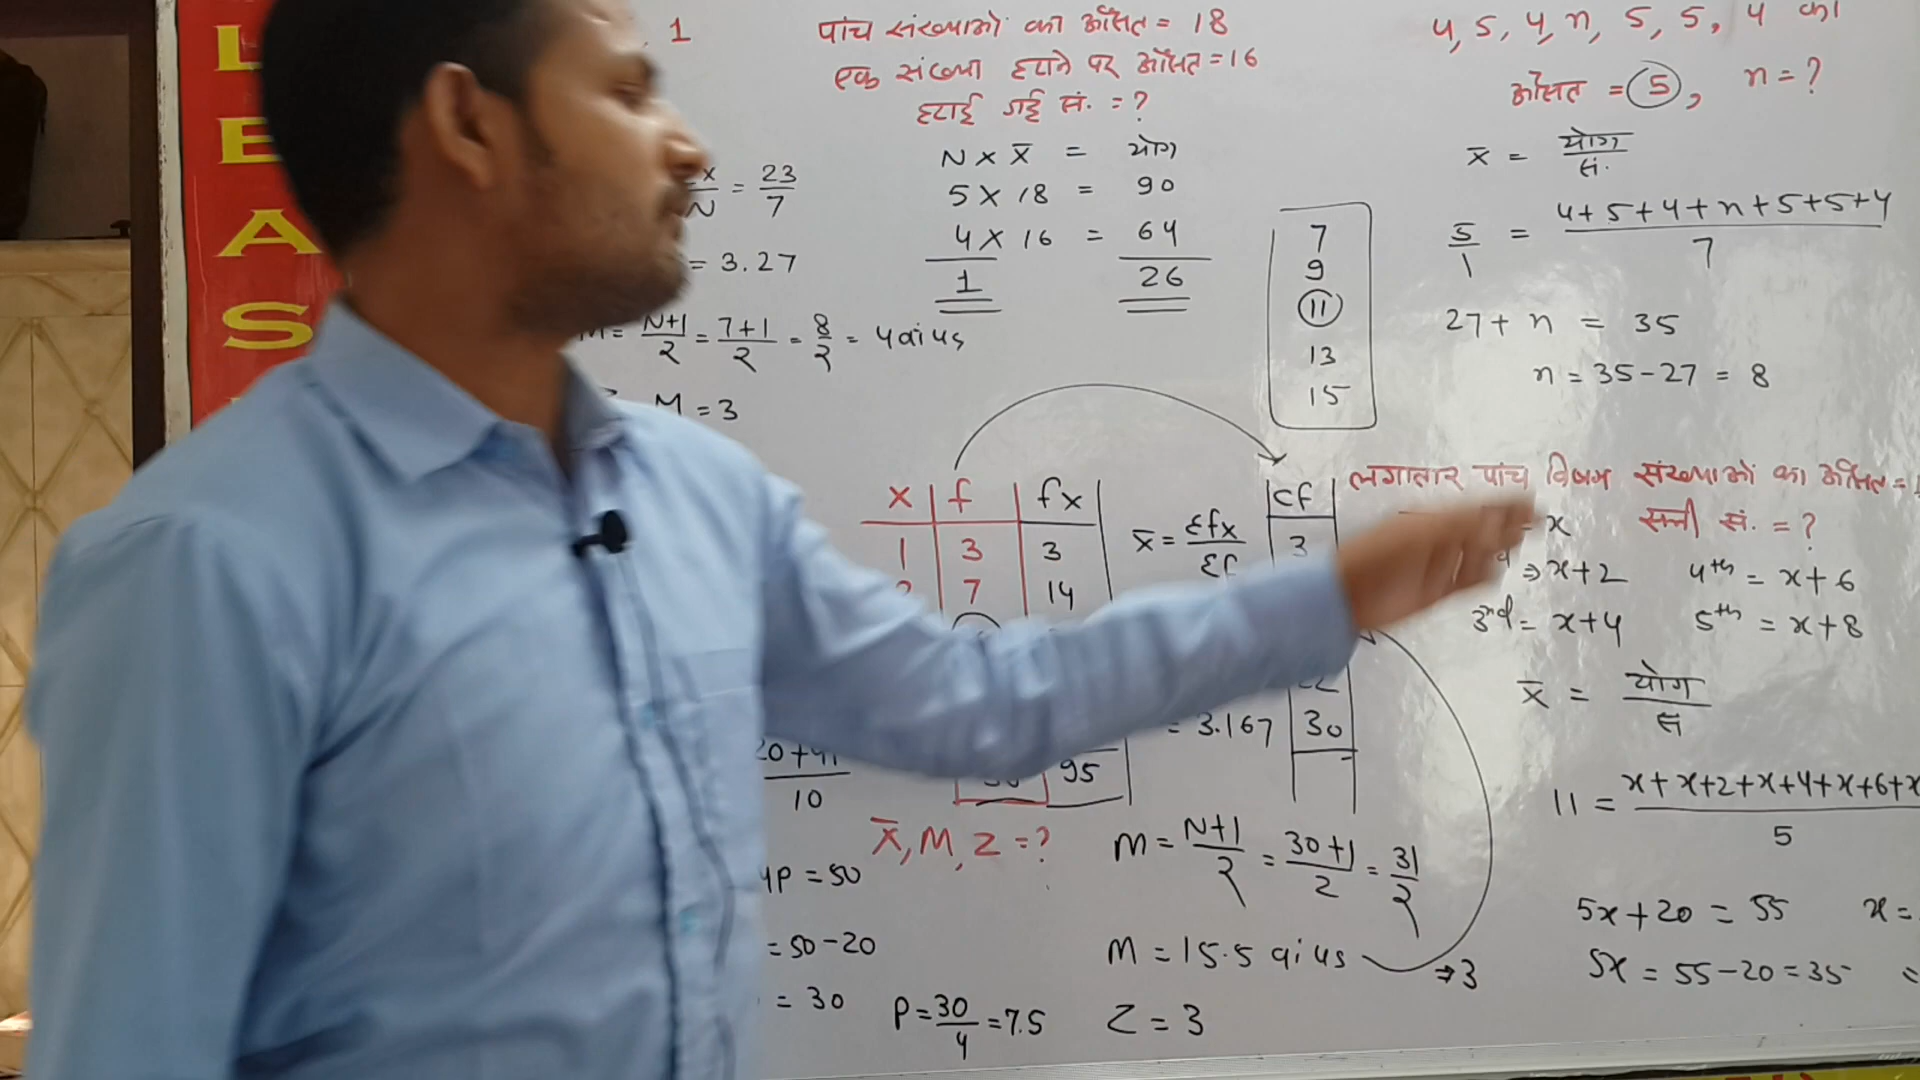 L
E
A
S
1
23
7
= 3.27
N+1/2 = 7+1/2 = 8/2 = 4
M = 3
पांच संख्याओं का औसत = 18
एक संख्या हटाने पर औसत = 16
हटाई गई सं. = ?
N × x̄ = योग
5 × 18 = 90
4 × 16 = 64
1 26
7
9
11
13
15
4, 5, 4, n, 5, 5, 4 का
औसत = 5, n = ?
x̄ = योग/सं.
5/1 = 4+5+4+n+5+5+4/7
27 + n = 35
n = 35 - 27 = 8
x f fx
1 3 3
7 14
95
x̄ = Σfx/Σf
= 3.167
cf
3
30
x̄, M, Z = ?
10
4P = 50
= 50 - 20
= 30
P = 30/4 = 7.5
M = N+1/2 = 30+1/2 = 31/2
M = 15.5
⇒ 3
Z = 3
लगातार पांच विषम संख्याओं का औसत =
x सभी सं. = ?
⇒ x+2 4th = x+6
3rd = x+4 5th = x+8
x̄ = योग/सं
11 = x+x+2+x+4+x+6+x/5
5x+20 = 55 x =
5x = 55-20 = 35